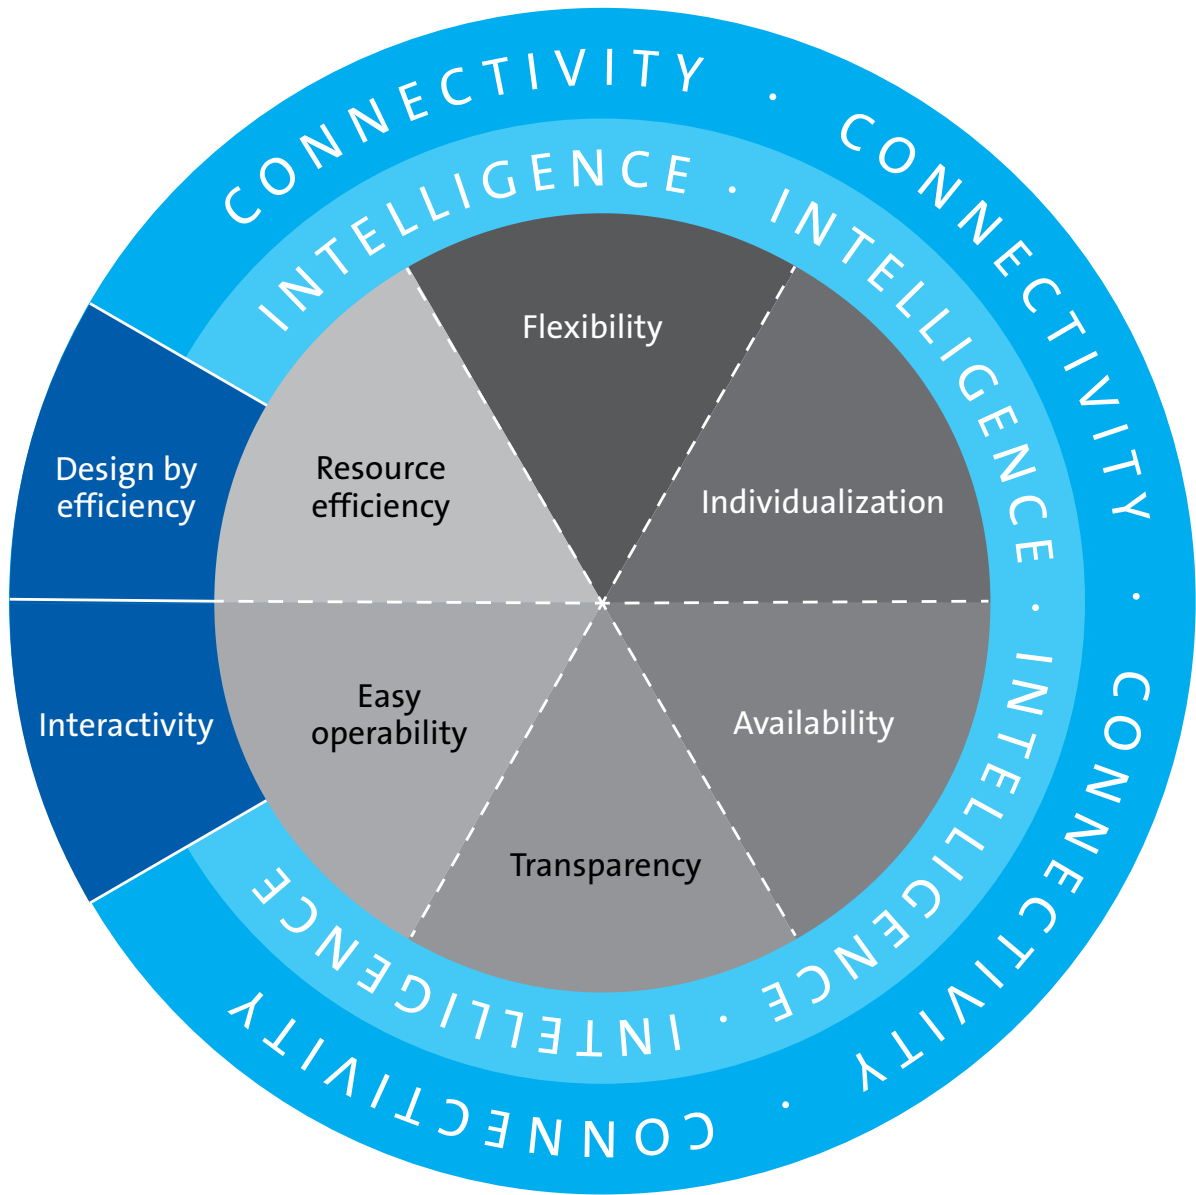 CONNECTIVITY · CONNECTIVITY · CONNECTIVITY · CONNECTIVITY
INTELLIGENCE · INTELLIGENCE · INTELLIGENCE · INTELLIGENCE
Flexibility
Design by
efficiency
Resource
efficiency
Individualization
Interactivity
Easy
operability
Availability
Transparency